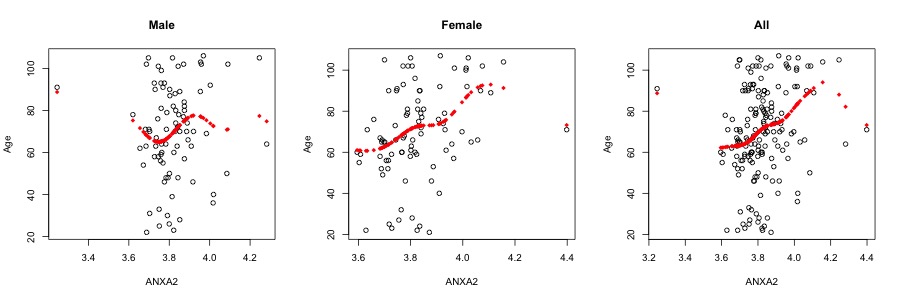 Male
Age
20 40 60 80 100
3.4 3.6 3.8 4.0 4.2
ANXA2
Female
Age
20 40 60 80 100
3.6 3.8 4.0 4.2 4.4
ANXA2
All
Age
20 40 60 80 100
3.2 3.4 3.6 3.8 4.0 4.2 4.4
ANXA2